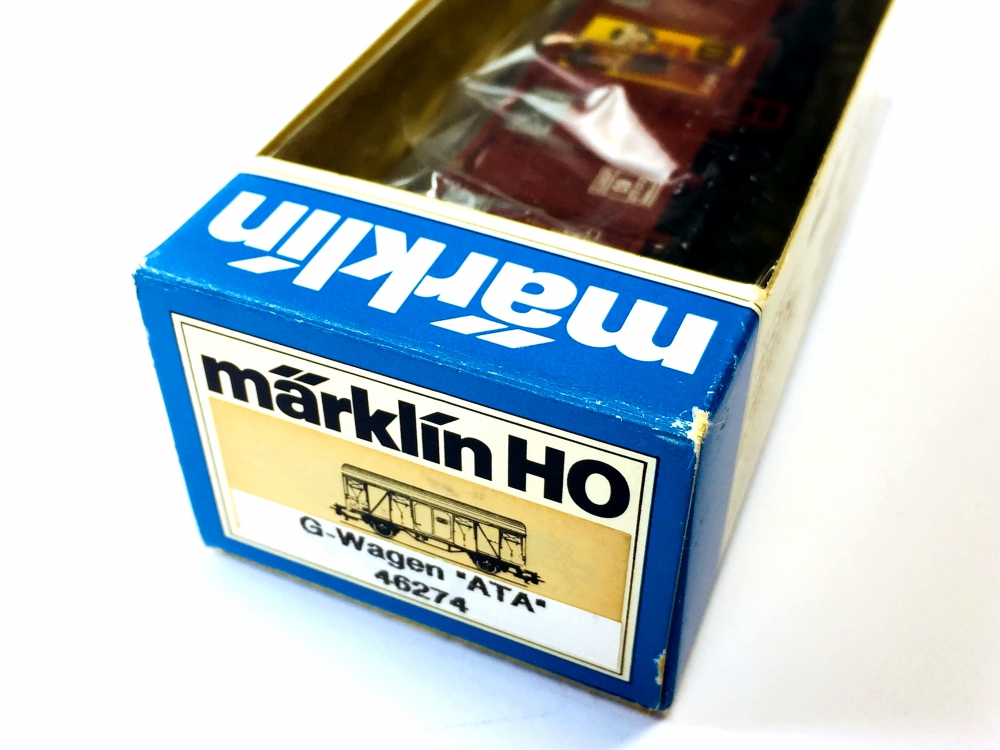 märklin
märklin HO
G-Wagen "ATA"
46274